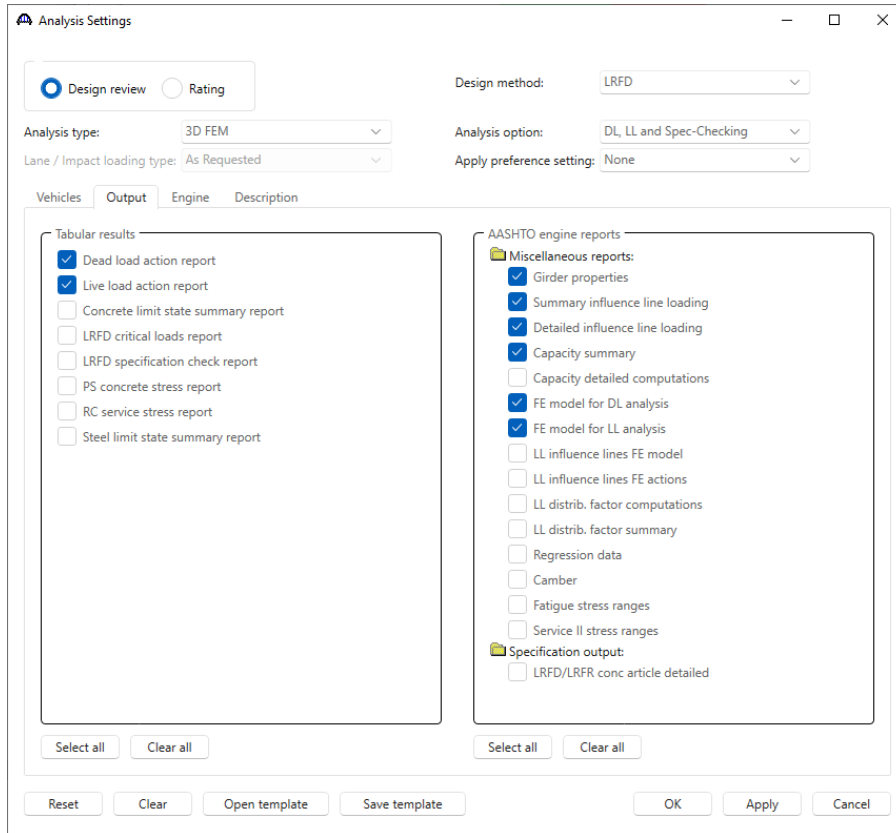 Analysis Settings
Design review
Rating
Design method:
LRFD
Analysis type:
3D FEM
Analysis option:
DL, LL and Spec-Checking
Lane / Impact loading type:
As Requested
Apply preference setting:
None
Vehicles
Output
Engine
Description
Tabular results
Dead load action report
Live load action report
Concrete limit state summary report
LRFD critical loads report
LRFD specification check report
PS concrete stress report
RC service stress report
Steel limit state summary report
Select all
Clear all
AASHTO engine reports
Miscellaneous reports:
Girder properties
Summary influence line loading
Detailed influence line loading
Capacity summary
Capacity detailed computations
FE model for DL analysis
FE model for LL analysis
LL influence lines FE model
LL influence lines FE actions
LL distrib. factor computations
LL distrib. factor summary
Regression data
Camber
Fatigue stress ranges
Service II stress ranges
Specification output:
LRFD/LRFR conc article detailed
Select all
Clear all
Reset
Clear
Open template
Save template
OK
Apply
Cancel